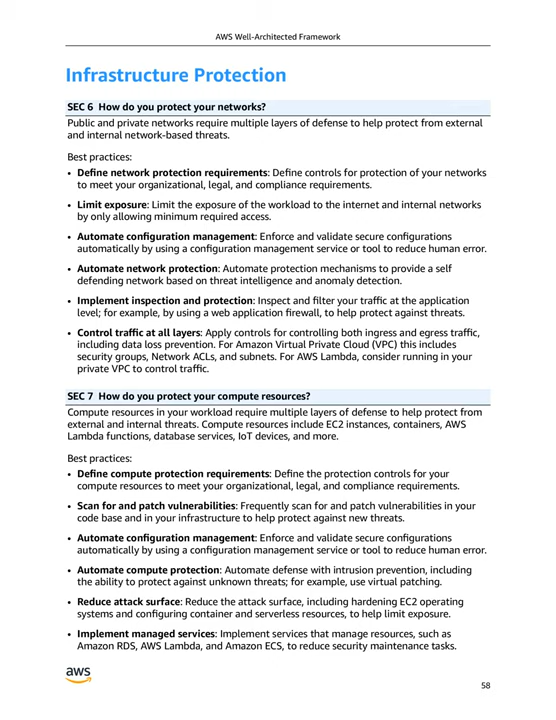 AWS Well-Architected Framework
Infrastructure Protection
SEC 6 How do you protect your networks?
Public and private networks require multiple layers of defense to help protect from external
and internal network-based threats.
Best practices:
• Define network protection requirements: Define controls for protection of your networks
to meet your organizational, legal, and compliance requirements.
• Limit exposure: Limit the exposure of the workload to the internet and internal networks
by only allowing minimum required access.
• Automate configuration management: Enforce and validate secure configurations
automatically by using a configuration management service or tool to reduce human error.
• Automate network protection: Automate protection mechanisms to provide a self
defending network based on threat intelligence and anomaly detection.
• Implement inspection and protection: Inspect and filter your traffic at the application
level; for example, by using a web application firewall, to help protect against threats.
• Control traffic at all layers: Apply controls for controlling both ingress and egress traffic,
including data loss prevention. For Amazon Virtual Private Cloud (VPC) this includes
security groups, Network ACLs, and subnets. For AWS Lambda, consider running in your
private VPC to control traffic.
SEC 7 How do you protect your compute resources?
Compute resources in your workload require multiple layers of defense to help protect from
external and internal threats. Compute resources include EC2 instances, containers, AWS
Lambda functions, database services, IoT devices, and more.
Best practices:
• Define compute protection requirements: Define the protection controls for your
compute resources to meet your organizational, legal, and compliance requirements.
• Scan for and patch vulnerabilities: Frequently scan for and patch vulnerabilities in your
code base and in your infrastructure to help protect against new threats.
• Automate configuration management: Enforce and validate secure configurations
automatically by using a configuration management service or tool to reduce human error.
• Automate compute protection: Automate defense with intrusion prevention, including
the ability to protect against unknown threats; for example, use virtual patching.
• Reduce attack surface: Reduce the attack surface, including hardening EC2 operating
systems and configuring container and serverless resources, to help limit exposure.
• Implement managed services: Implement services that manage resources, such as
Amazon RDS, AWS Lambda, and Amazon ECS, to reduce security maintenance tasks.
aws
58